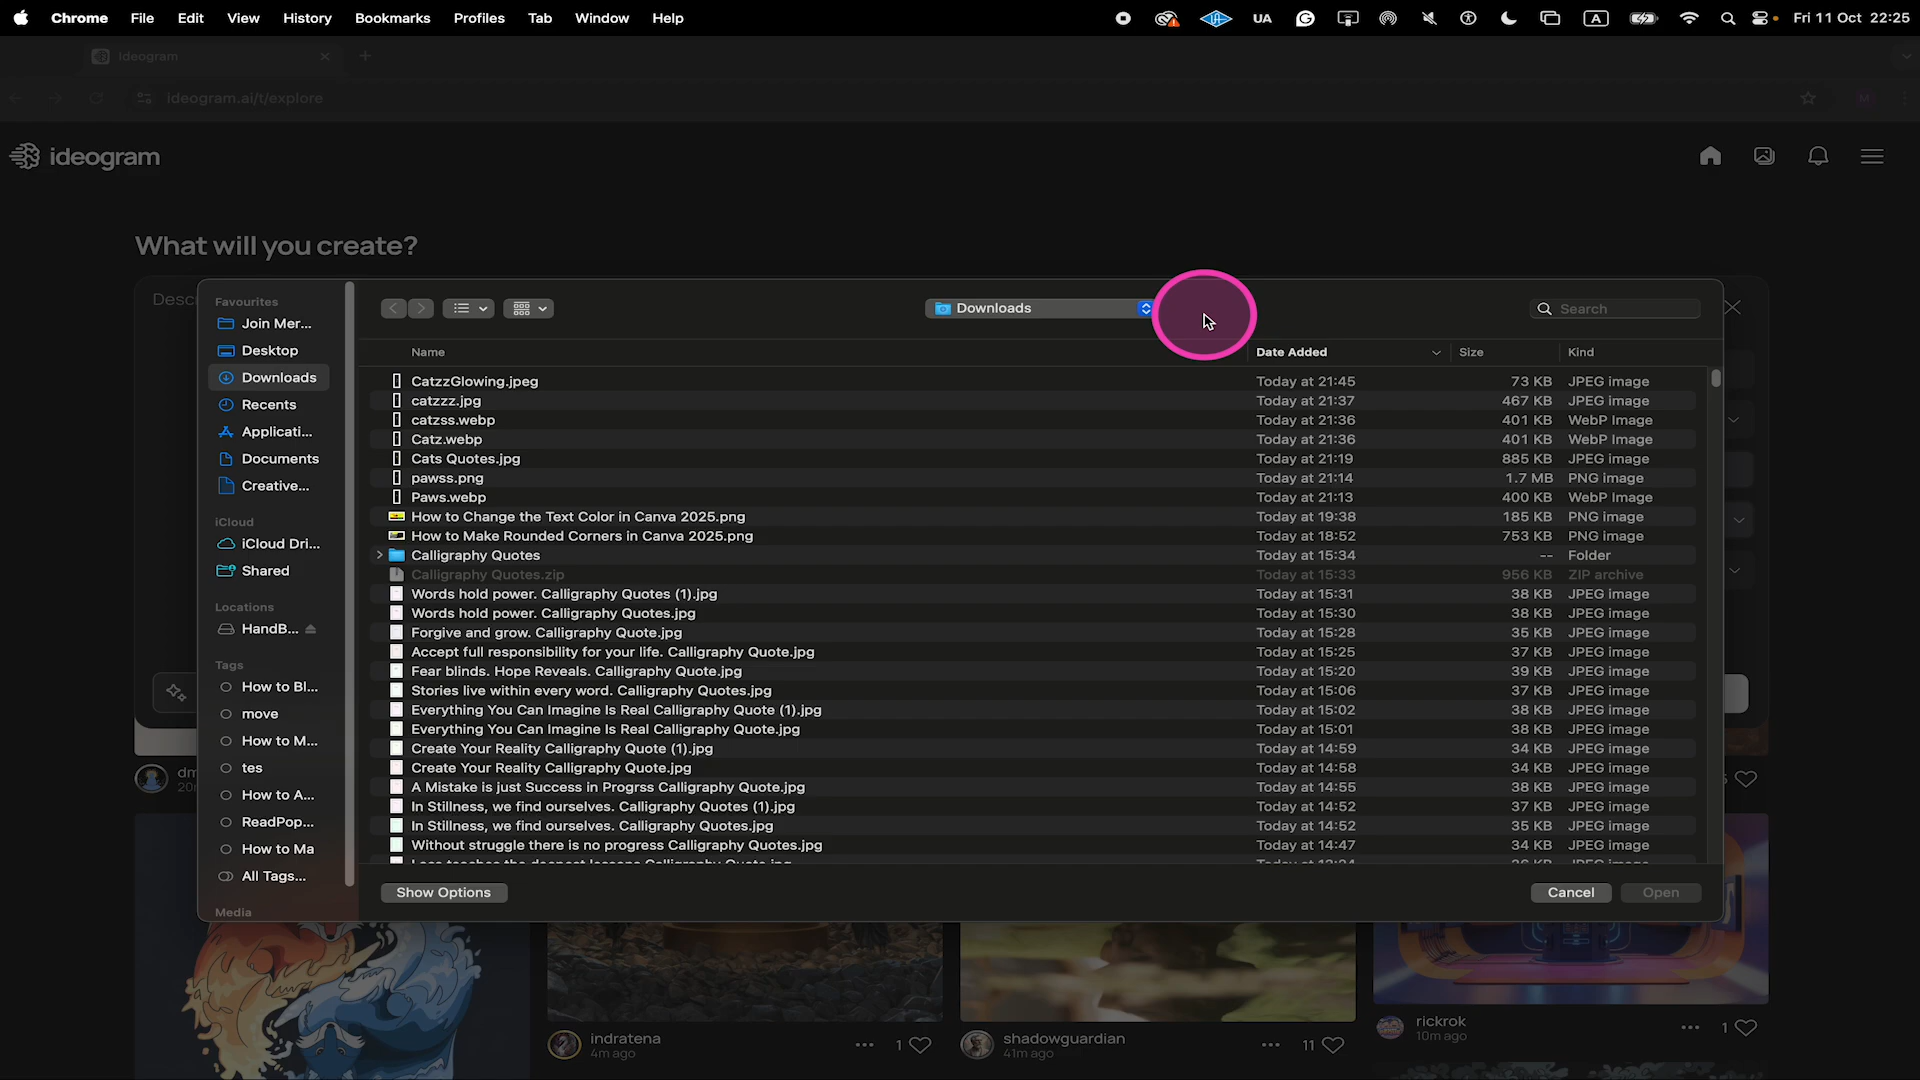 Chrome File Edit View History Bookmarks Profiles Tab Window Help UA A Fri 11 Oct 22:25
Ideogram
ideogram.ai/t/explore M
ideogram
What will you create?
Descr
Favourites
Join Mer...
Desktop
Downloads
Recents
Applicati...
Documents
Creative...
iCloud
iCloud Dri...
Shared
Locations
HandB...
Tags
How to Bl...
move
How to M...
tes
How to A...
ReadPop...
How to Ma
All Tags...
Media
Downloads
Search
Name Date Added Size Kind
CatzzGlowing.jpeg Today at 21:45 73 KB JPEG image
catzzz.jpg Today at 21:37 467 KB JPEG image
catzss.webp Today at 21:36 401 KB WebP Image
Catz.webp Today at 21:36 401 KB WebP Image
Cats Quotes.jpg Today at 21:19 885 KB JPEG image
pawss.png Today at 21:14 1.7 MB PNG image
Paws.webp Today at 21:13 400 KB WebP Image
How to Change the Text Color in Canva 2025.png Today at 19:38 185 KB PNG image
How to Make Rounded Corners in Canva 2025.png Today at 18:52 753 KB PNG image
Calligraphy Quotes Today at 15:34 -- Folder
Calligraphy Quotes.zip Today at 15:33 956 KB ZIP archive
Words hold power. Calligraphy Quotes (1).jpg Today at 15:31 38 KB JPEG image
Words hold power. Calligraphy Quotes.jpg Today at 15:30 38 KB JPEG image
Forgive and grow. Calligraphy Quote.jpg Today at 15:28 35 KB JPEG image
Accept full responsibility for your life. Calligraphy Quote.jpg Today at 15:25 37 KB JPEG image
Fear blinds. Hope Reveals. Calligraphy Quote.jpg Today at 15:20 39 KB JPEG image
Stories live within every word. Calligraphy Quotes.jpg Today at 15:06 37 KB JPEG image
Everything You Can Imagine Is Real Calligraphy Quote (1).jpg Today at 15:02 38 KB JPEG image
Everything You Can Imagine Is Real Calligraphy Quote.jpg Today at 15:01 38 KB JPEG image
Create Your Reality Calligraphy Quote (1).jpg Today at 14:59 34 KB JPEG image
Create Your Reality Calligraphy Quote.jpg Today at 14:58 34 KB JPEG image
A Mistake is just Success in Progrss Calligraphy Quote.jpg Today at 14:55 38 KB JPEG image
In Stillness, we find ourselves. Calligraphy Quotes (1).jpg Today at 14:52 37 KB JPEG image
In Stillness, we find ourselves. Calligraphy Quotes.jpg Today at 14:52 35 KB JPEG image
Without struggle there is no progress Calligraphy Quotes.jpg Today at 14:47 34 KB JPEG image
Show Options Cancel Open
indratena
4m ago
1
shadowguardian
41m ago
11
rickrok
10m ago
1